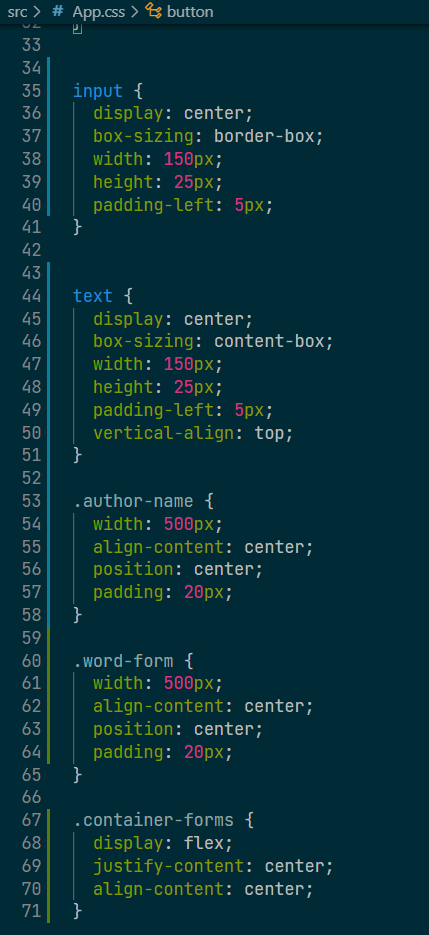 src > # App.css > button
32 }
33
34
35 input {
36 display: center;
37 box-sizing: border-box;
38 width: 150px;
39 height: 25px;
40 padding-left: 5px;
41 }
42
43
44 text {
45 display: center;
46 box-sizing: content-box;
47 width: 150px;
48 height: 25px;
49 padding-left: 5px;
50 vertical-align: top;
51 }
52
53 .author-name {
54 width: 500px;
55 align-content: center;
56 position: center;
57 padding: 20px;
58 }
59
60 .word-form {
61 width: 500px;
62 align-content: center;
63 position: center;
64 padding: 20px;
65 }
66
67 .container-forms {
68 display: flex;
69 justify-content: center;
70 align-content: center;
71 }